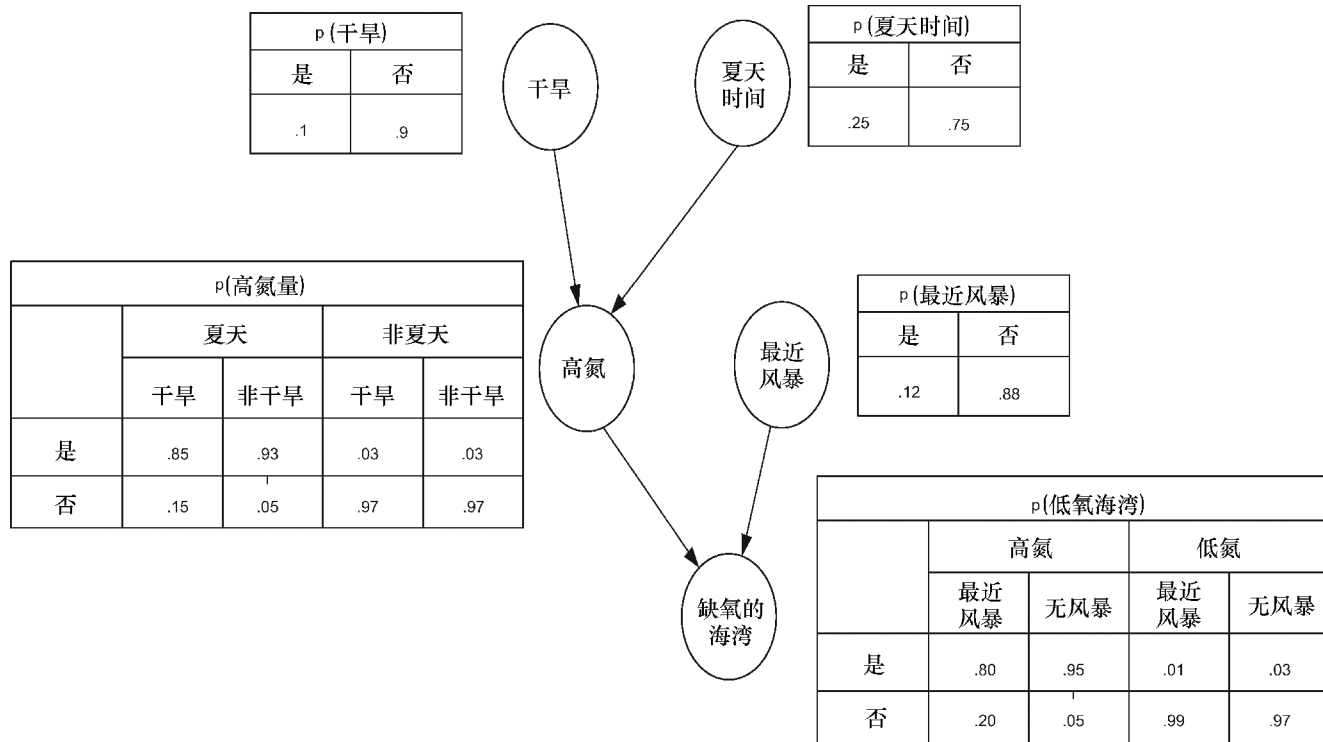 p (干旱)
是 否
.1 .9
干旱
夏天
时间
p (夏天时间)
是 否
.25 .75
p(高氮量)
夏天 非夏天
干旱 非干旱 干旱 非干旱
是 .85 .93 .03 .03
否 .15 .05 .97 .97
高氮
最近
风暴
p (最近风暴)
是 否
.12 .88
缺氧的
海湾
p(低氧海湾)
高氮 低氮
最近
风暴 无风暴 最近
风暴 无风暴
是 .80 .95 .01 .03
否 .20 .05 .99 .97